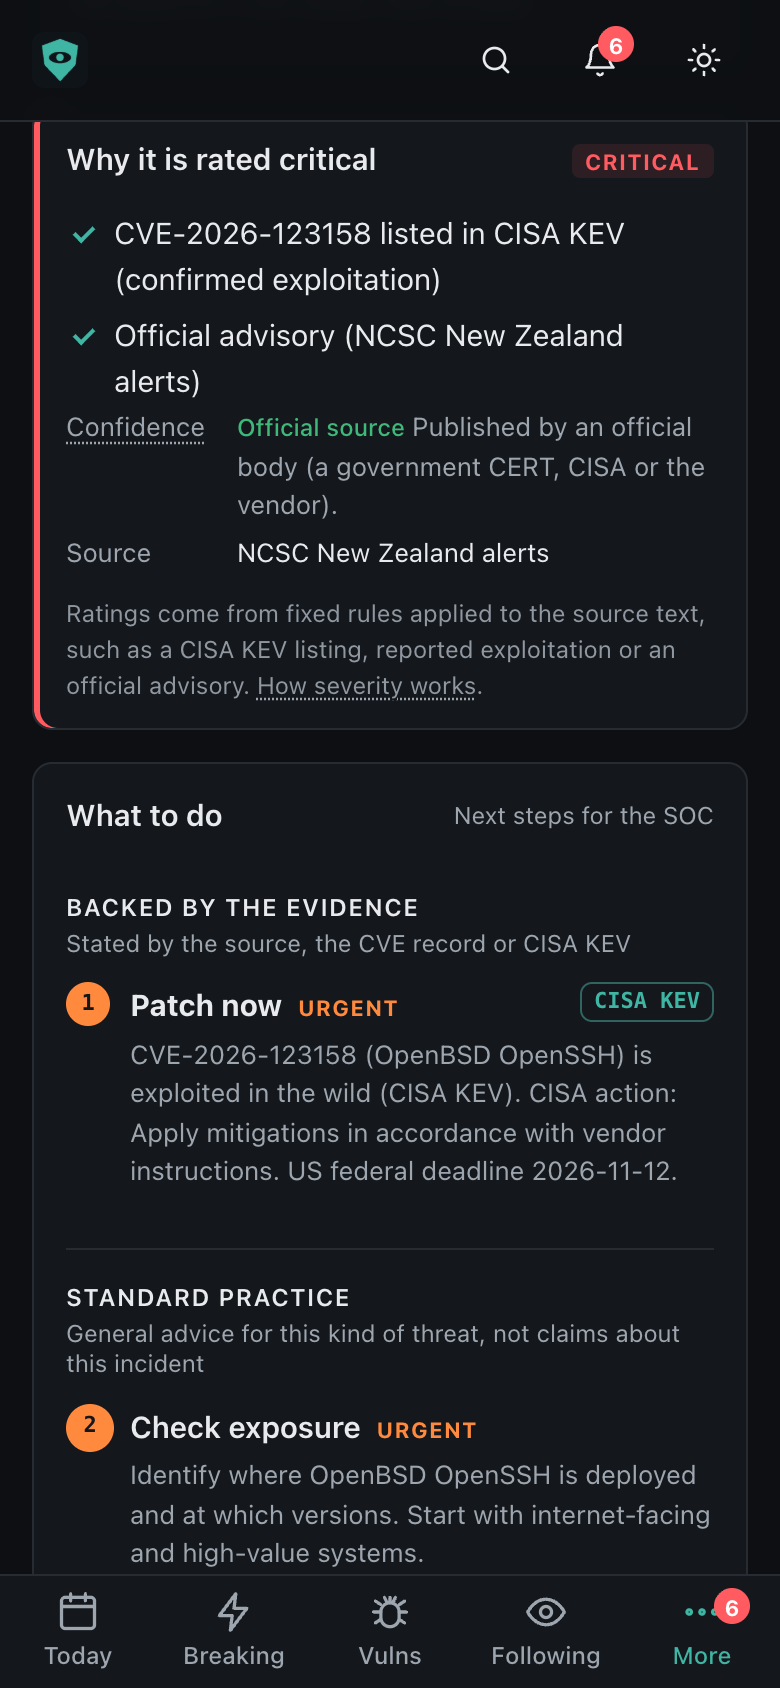 6
Why it is rated critical
CRITICAL
CVE-2026-123158 listed in CISA KEV
(confirmed exploitation)
Official advisory (NCSC New Zealand
alerts)
Confidence
Official source Published by an official
body (a government CERT, CISA or the
vendor).
Source
NCSC New Zealand alerts
Ratings come from fixed rules applied to the source text,
such as a CISA KEV listing, reported exploitation or an
official advisory. How severity works.
What to do
Next steps for the SOC
BACKED BY THE EVIDENCE
Stated by the source, the CVE record or CISA KEV
1
Patch now URGENT
CISA KEV
CVE-2026-123158 (OpenBSD OpenSSH) is
exploited in the wild (CISA KEV). CISA action:
Apply mitigations in accordance with vendor
instructions. US federal deadline 2026-11-12.
STANDARD PRACTICE
General advice for this kind of threat, not claims about
this incident
2
Check exposure URGENT
Identify where OpenBSD OpenSSH is deployed
and at which versions. Start with internet-facing
and high-value systems.
6
Today
Breaking
Vulns
Following
More